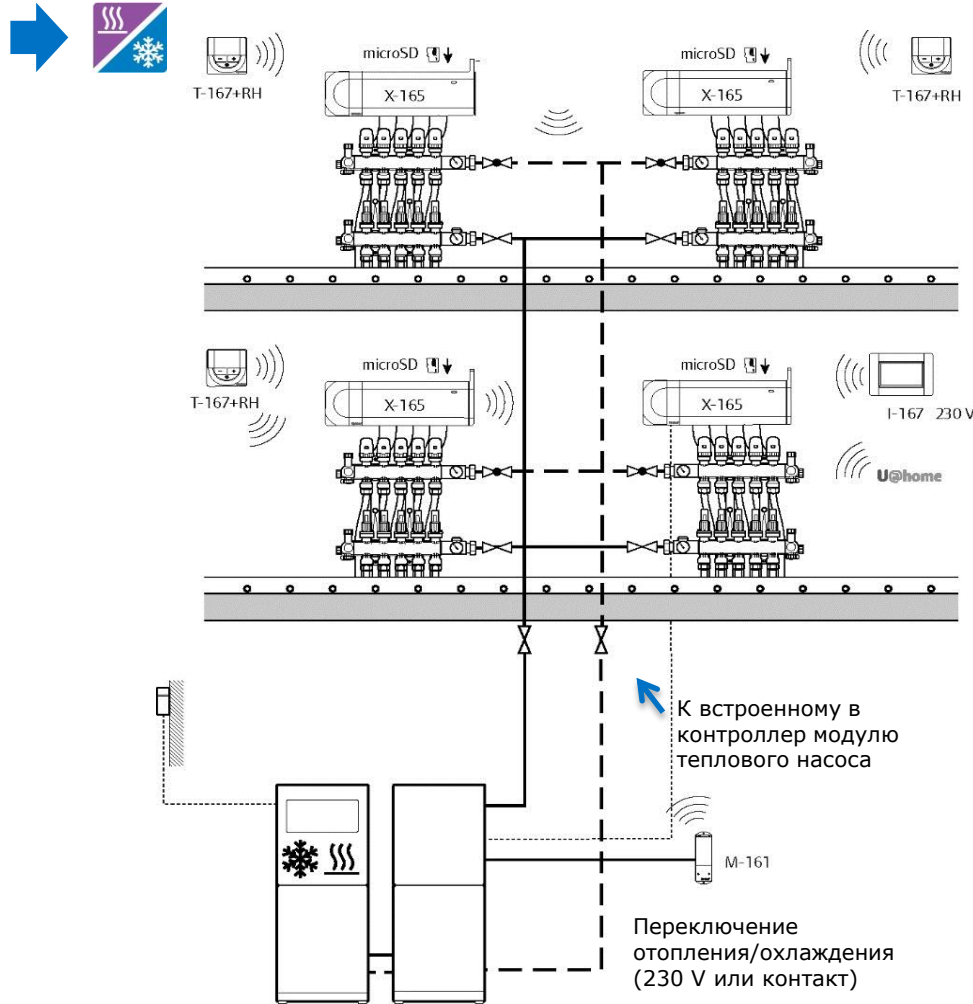 microSD
microSD
T-167+RH
X-165
X-165
T-167+RH
microSD
microSD
T-167+RH
X-165
X-165
I-167 230 V
U@home
К встроенному в
контроллер модулю
теплового насоса
M-161
Переключение
отопления/охлаждения
(230 V или контакт)